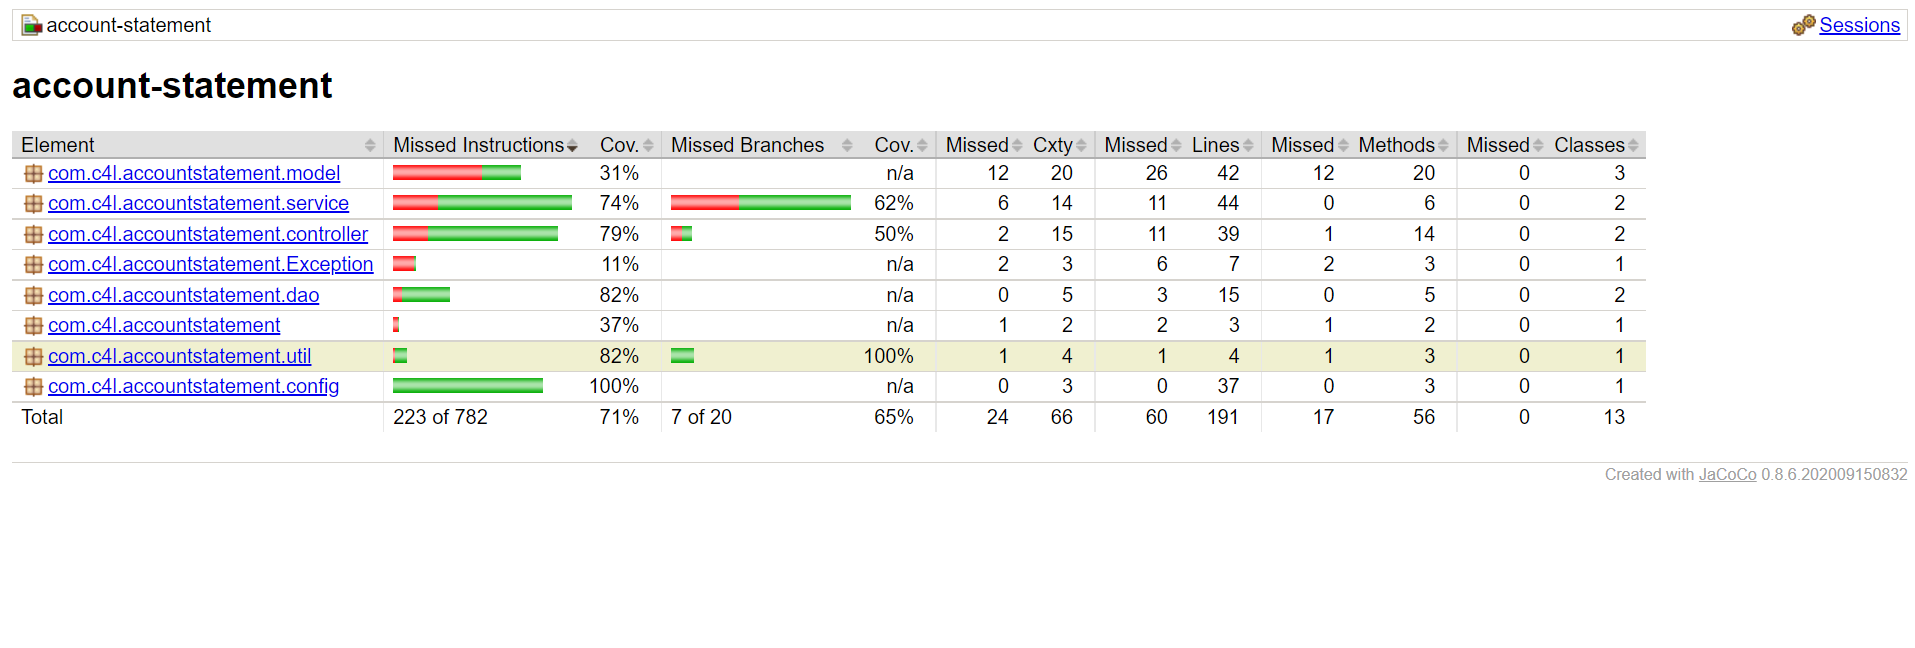 account-statement Sessions
account-statement
Element Missed Instructions Cov. Missed Branches Cov. Missed Cxty Missed Lines Missed Methods Missed Classes
com.c4l.accountstatement.model 31% n/a 12 20 26 42 12 20 0 3
com.c4l.accountstatement.service 74% 62% 6 14 11 44 0 6 0 2
com.c4l.accountstatement.controller 79% 50% 2 15 11 39 1 14 0 2
com.c4l.accountstatement.Exception 11% n/a 2 3 6 7 2 3 0 1
com.c4l.accountstatement.dao 82% n/a 0 5 3 15 0 5 0 2
com.c4l.accountstatement 37% n/a 1 2 2 3 1 2 0 1
com.c4l.accountstatement.util 82% 100% 1 4 1 4 1 3 0 1
com.c4l.accountstatement.config 100% n/a 0 3 0 37 0 3 0 1
Total 223 of 782 71% 7 of 20 65% 24 66 60 191 17 56 0 13
Created with JaCoCo 0.8.6.202009150832